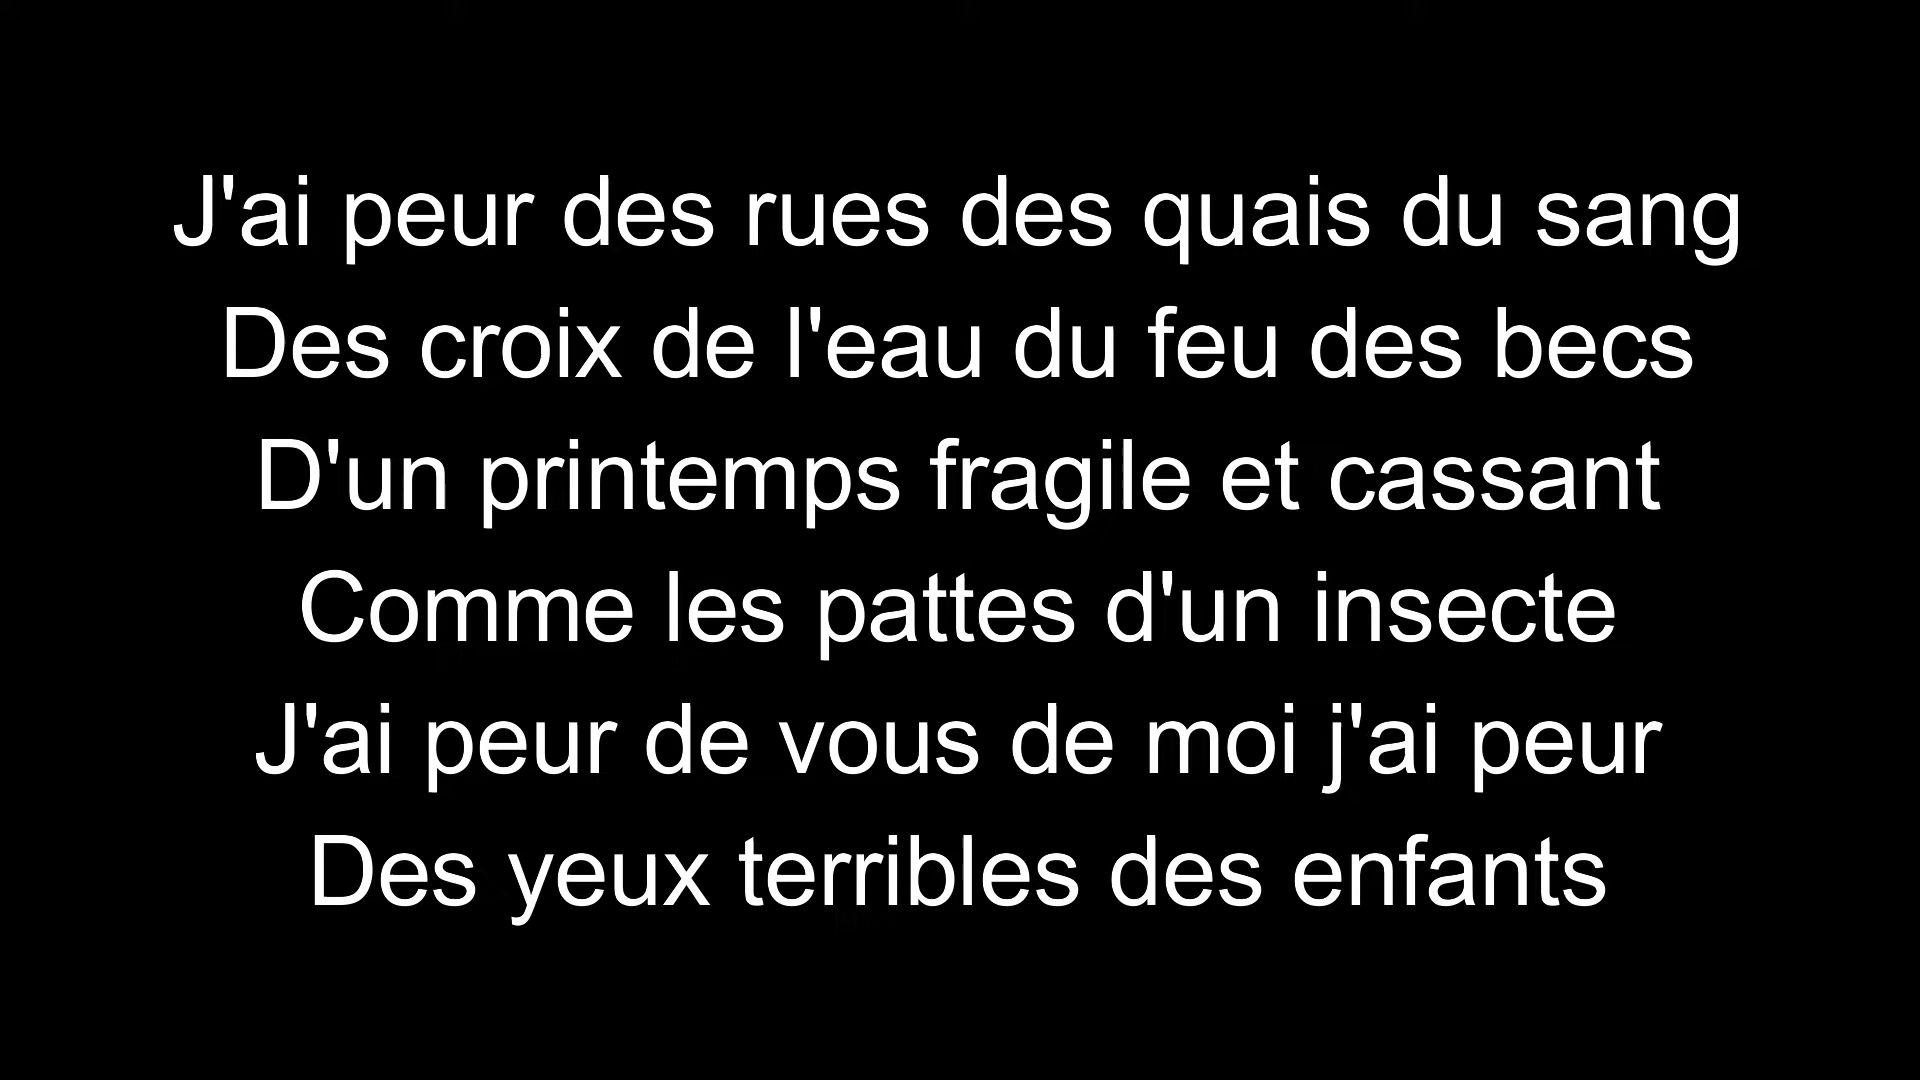 J'ai peur des rues des quais du sang
Des croix de l'eau du feu des becs
D'un printemps fragile et cassant
Comme les pattes d'un insecte
J'ai peur de vous de moi j'ai peur
Des yeux terribles des enfants